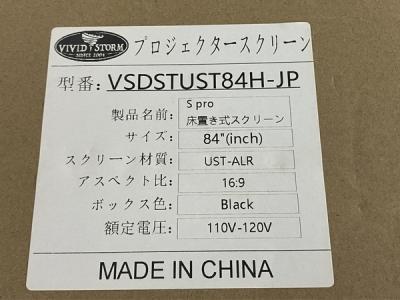 VIVID STORM
SINCE 2004
プロジェクタースクリーン
型番: VSDSTUST84H-JP
製品名前: S pro
床置き式スクリーン
サイズ: 84"(inch)
スクリーン材質: UST-ALR
アスペクト比: 16:9
ボックス色: Black
額定電圧: 110V-120V
MADE IN CHINA